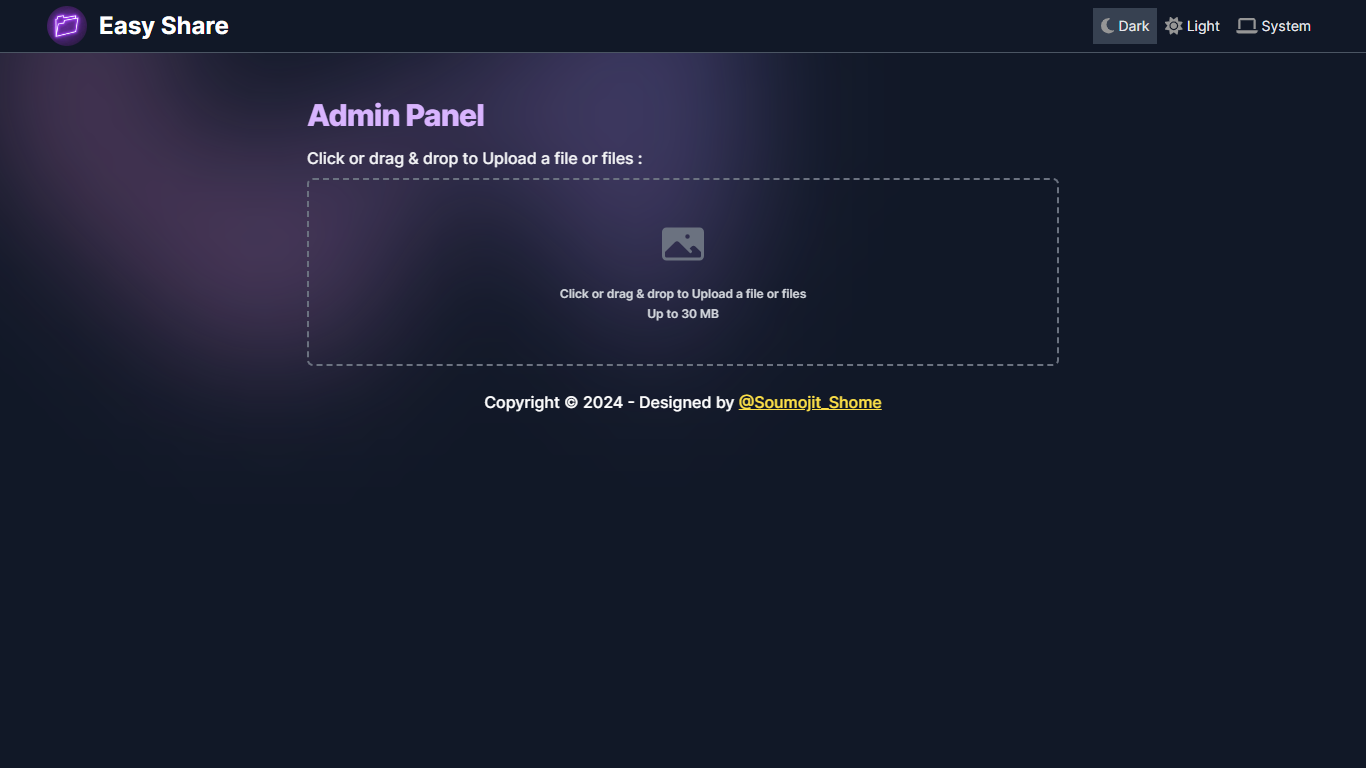 Easy Share
Dark Light System
Admin Panel
Click or drag & drop to Upload a file or files :
Click or drag & drop to Upload a file or files
Up to 30 MB
Copyright © 2024 - Designed by @Soumojit_Shome